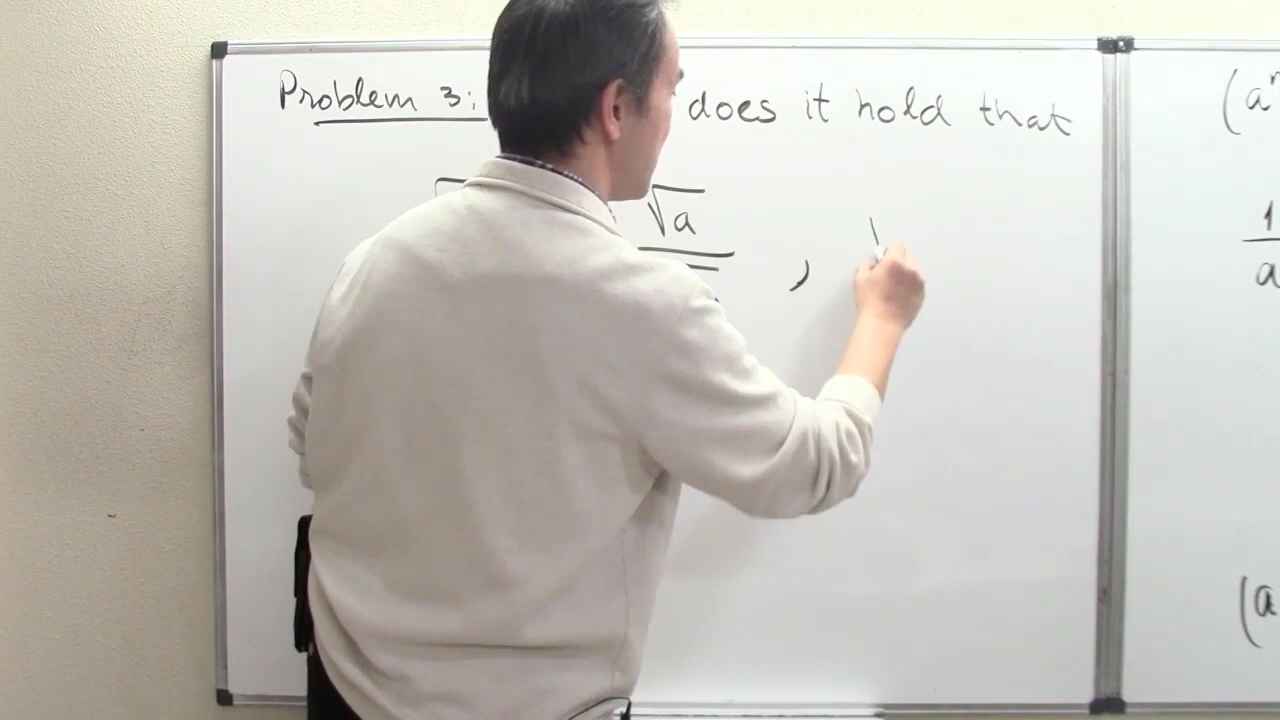 Problem 3: does it hold that
√a
,
(a
1
a
(a